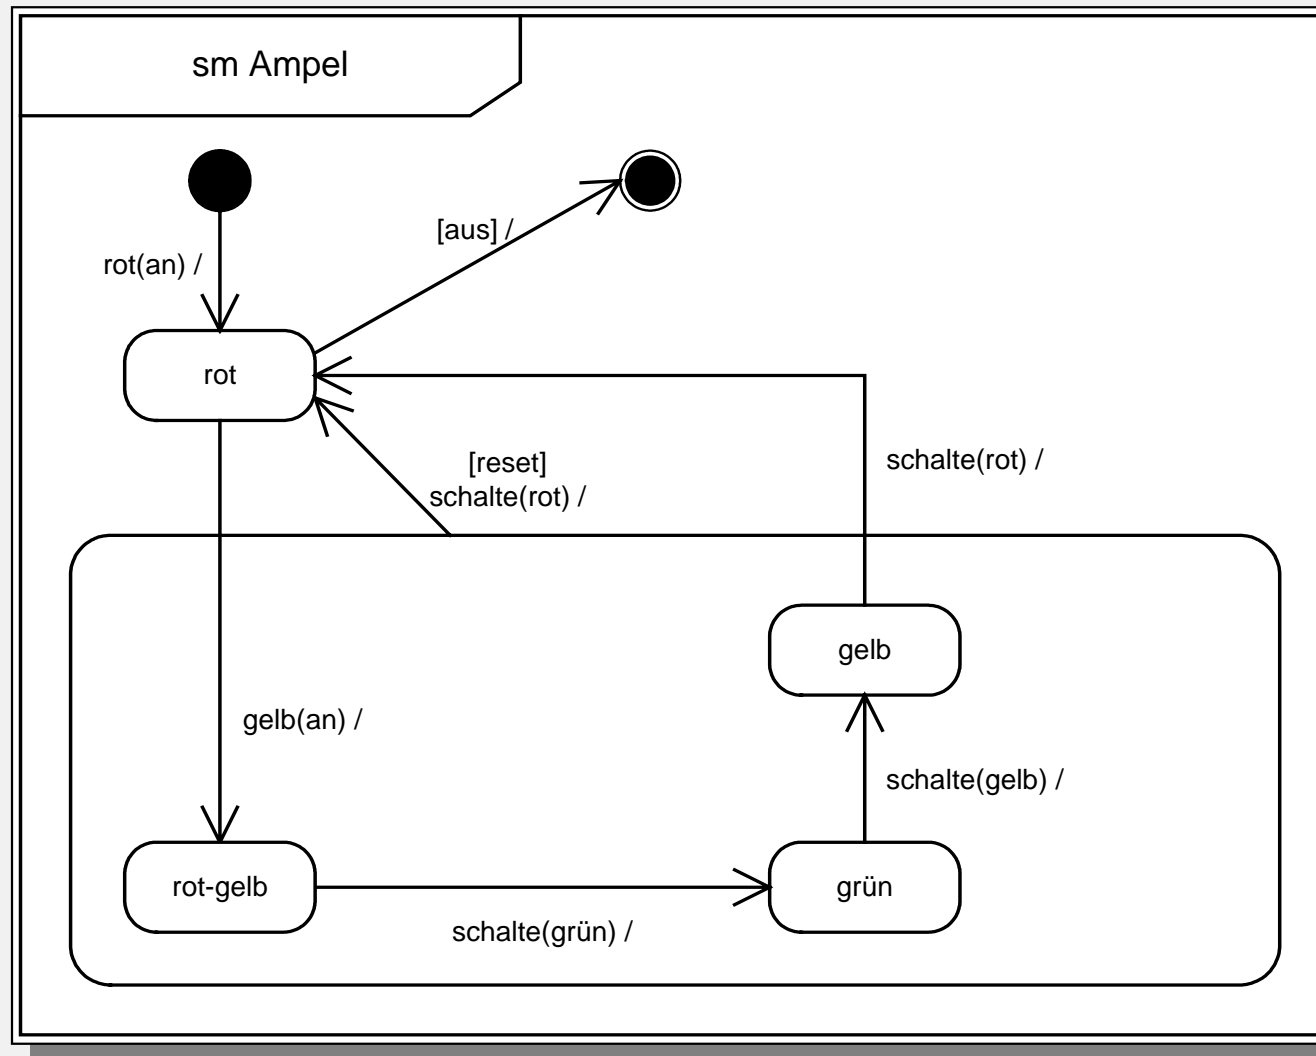 sm Ampel
[aus] /
rot(an) /
rot
[reset]
schalte(rot) /
schalte(rot) /
gelb
gelb(an) /
schalte(gelb) /
rot-gelb
grün
schalte(grün) /